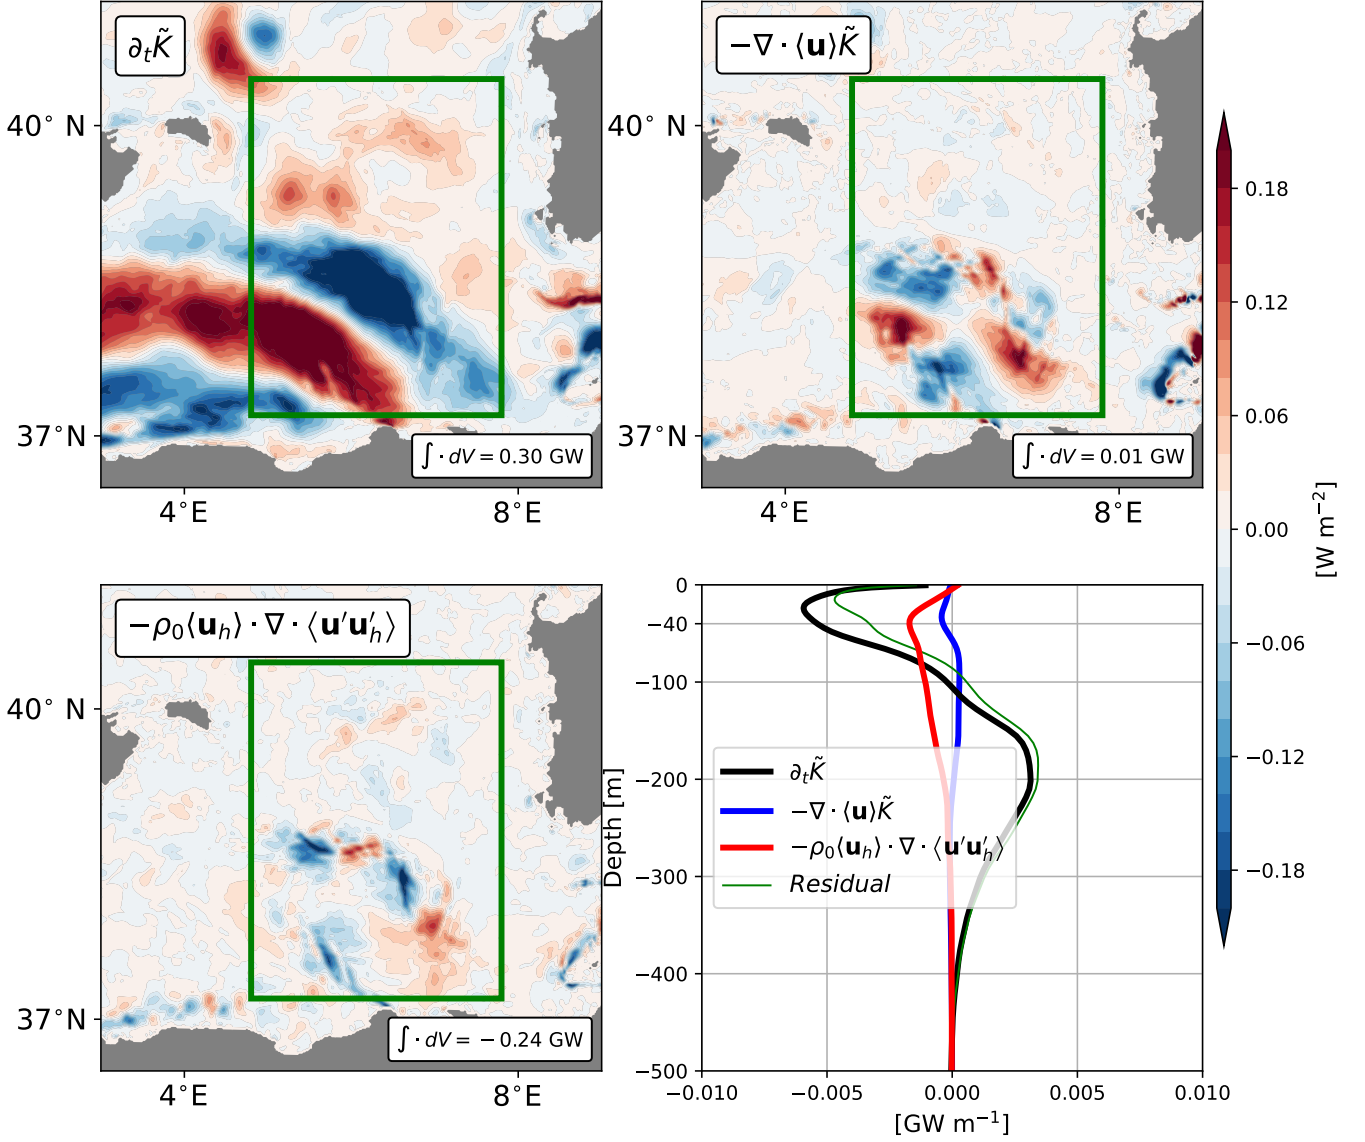 ∂ₜK̃
−∇ · ⟨𝐮⟩K̃
40° N
37°N
4°E
8°E
∫ · dV = 0.30 GW
40° N
37°N
4°E
8°E
∫ · dV = 0.01 GW
0.18
0.12
0.06
0.00
−0.06
−0.12
−0.18
[W m⁻²]
−ρ₀⟨𝐮ₕ⟩ · ∇ · ⟨𝐮′𝐮′ₕ⟩
40° N
37°N
4°E
8°E
∫ · dV = − 0.24 GW
0
−40
−100
−200
−300
−400
−500
Depth [m]
∂ₜK̃
−∇ · ⟨𝐮⟩K̃
−ρ₀⟨𝐮ₕ⟩ · ∇ · ⟨𝐮′𝐮′ₕ⟩
Residual
−0.010
−0.005
0.000
0.005
0.010
[GW m⁻¹]